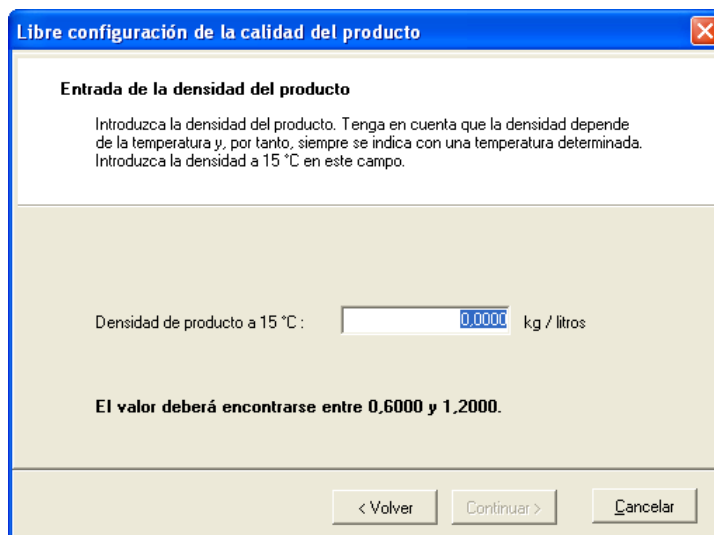 Libre configuración de la calidad del producto
Entrada de la densidad del producto
Introduzca la densidad del producto. Tenga en cuenta que la densidad depende
de la temperatura y, por tanto, siempre se indica con una temperatura determinada.
Introduzca la densidad a 15 °C en este campo.
Densidad de producto a 15 °C : 0,0000 kg / litros
El valor deberá encontrarse entre 0,6000 y 1,2000.
< Volver Continuar > Cancelar